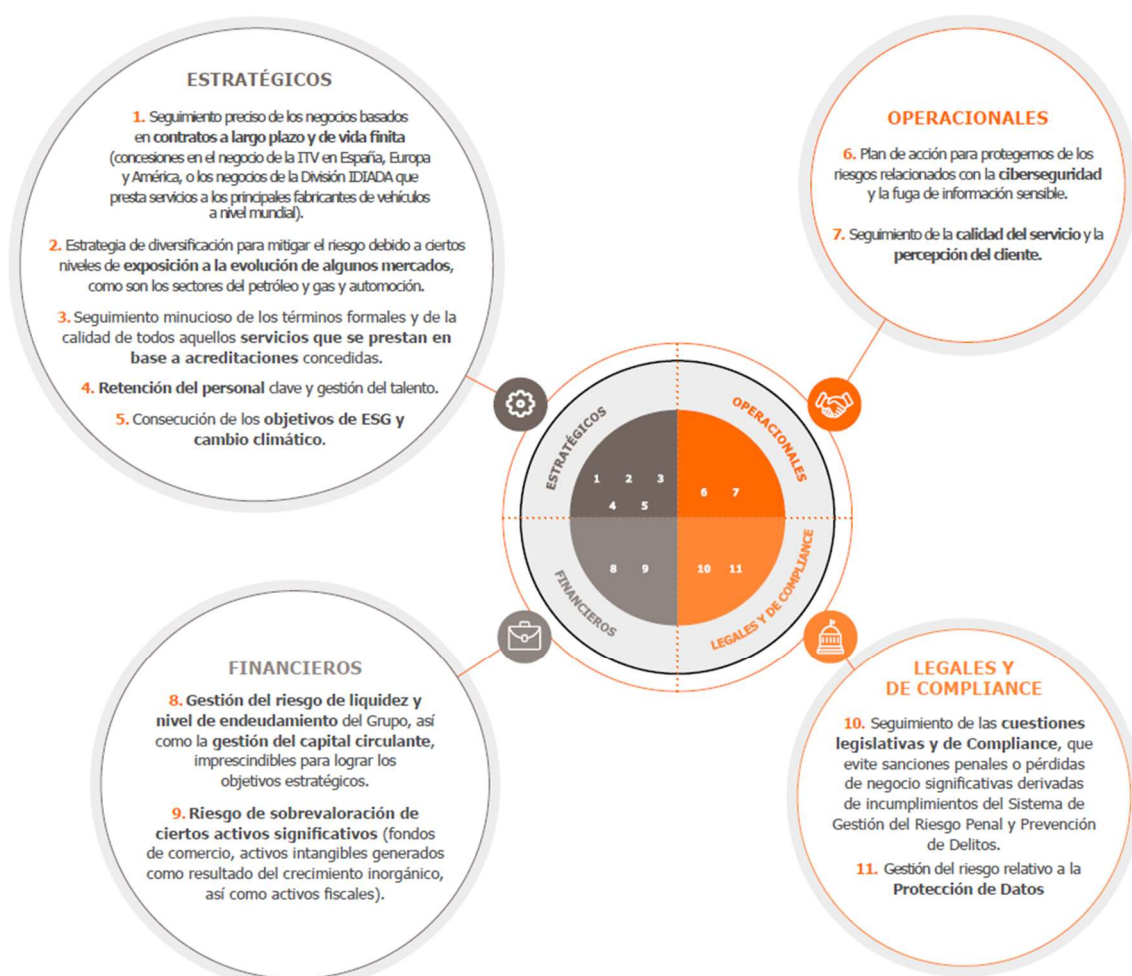 ESTRATÉGICOS
1. Seguimiento preciso de los negocios basados
en contratos a largo plazo y de vida finita
(concesiones en el negocio de la ITV en España, Europa
y América, o los negocios de la División IDIADA que
presta servicios a los principales fabricantes de vehículos
a nivel mundial).
2. Estrategia de diversificación para mitigar el riesgo debido a ciertos
niveles de exposición a la evolución de algunos mercados,
como son los sectores del petróleo y gas y automoción.
3. Seguimiento minucioso de los términos formales y de la
calidad de todos aquellos servicios que se prestan en
base a acreditaciones concedidas.
4. Retención del personal clave y gestión del talento.
5. Consecución de los objetivos de ESG y
cambio climático.
OPERACIONALES
6. Plan de acción para protegernos de los
riesgos relacionados con la ciberseguridad
y la fuga de información sensible.
7. Seguimiento de la calidad del servicio y la
percepción del cliente.
ESTRATÉGICOS
OPERACIONALES
1 2 3
4 5
6 7
8 9
10 11
FINANCIEROS
LEGALES Y DE COMPLIANCE
FINANCIEROS
8. Gestión del riesgo de liquidez y
nivel de endeudamiento del Grupo, así
como la gestión del capital circulante,
imprescindibles para lograr los
objetivos estratégicos.
9. Riesgo de sobrevaloración de
ciertos activos significativos (fondos
de comercio, activos intangibles generados
como resultado del crecimiento inorgánico,
así como activos fiscales).
LEGALES Y
DE COMPLIANCE
10. Seguimiento de las cuestiones
legislativas y de Compliance, que
evite sanciones penales o pérdidas
de negocio significativas derivadas
de incumplimientos del Sistema de
Gestión del Riesgo Penal y Prevención
de Delitos.
11. Gestión del riesgo relativo a la
Protección de Datos